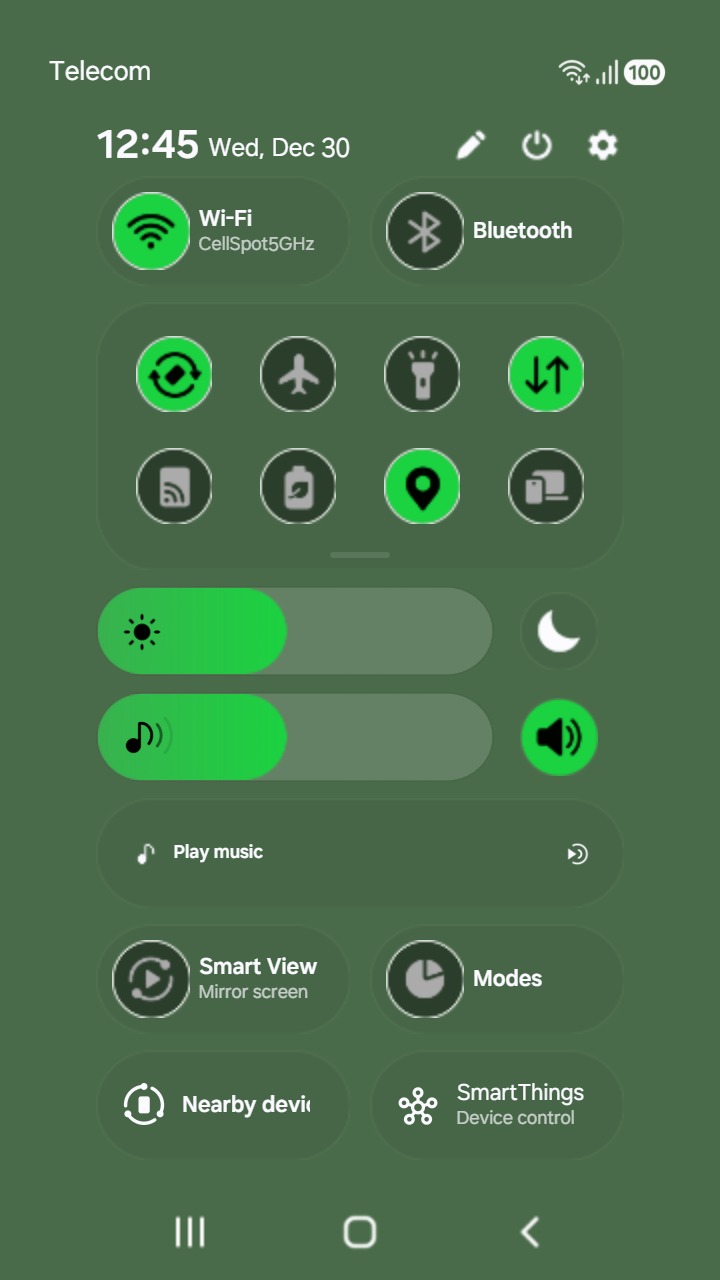 Telecom
100
12:45 Wed, Dec 30
Wi-Fi
CellSpot5GHz
Bluetooth
Play music
Smart View
Mirror screen
Modes
Nearby devic
SmartThings
Device control